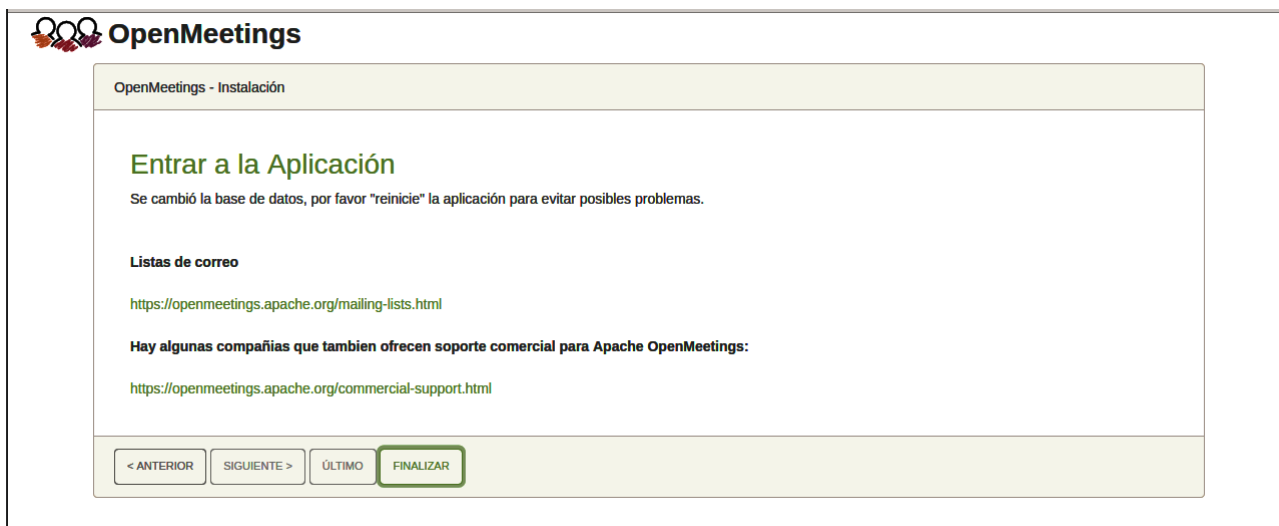 OpenMeetings
OpenMeetings - Instalación
Entrar a la Aplicación
Se cambió la base de datos, por favor "reinicie" la aplicación para evitar posibles problemas.
Listas de correo
https://openmeetings.apache.org/mailing-lists.html
Hay algunas compañias que tambien ofrecen soporte comercial para Apache OpenMeetings:
https://openmeetings.apache.org/commercial-support.html
< ANTERIOR SIGUIENTE > ÚLTIMO FINALIZAR